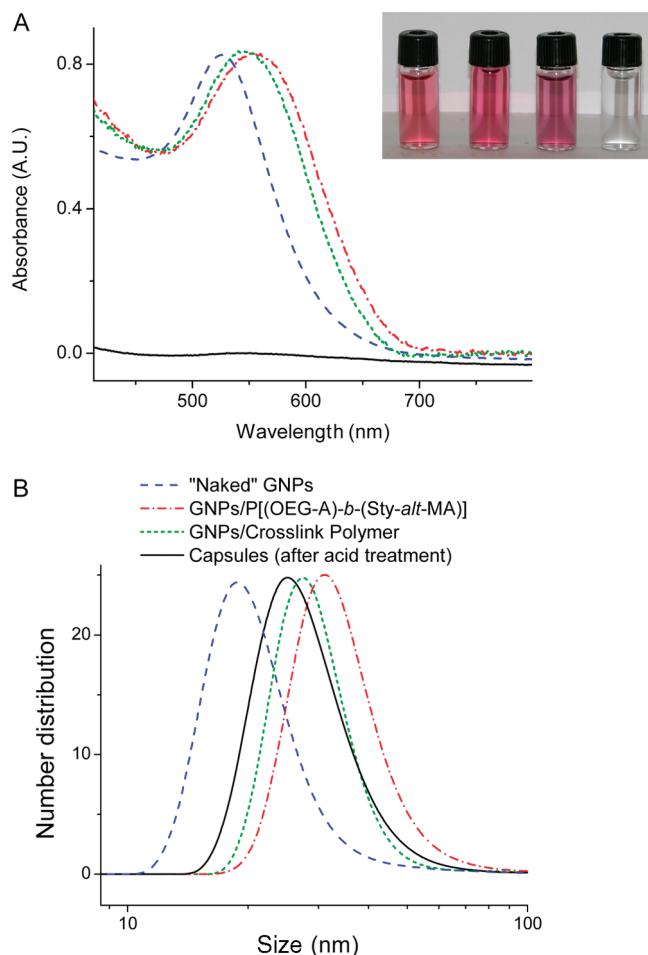 A
0.8
0.4
0.0
Absorbance (A.U.)
500
600
700
Wavelength (nm)
B
"Naked" GNPs
GNPs/P[(OEG-A)-b-(Sty-alt-MA)]
GNPs/Crosslink Polymer
Capsules (after acid treatment)
20
10
0
Number distribution
10
100
Size (nm)